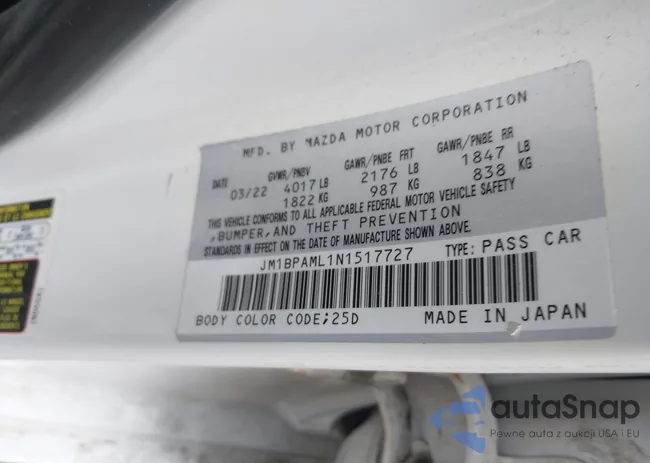 MFD. BY MAZDA MOTOR CORPORATION
DATE GVWR/PNBV GAWR/PNBE FRT GAWR/PNBE RR
03/22 4017 LB 2176 LB 1847 LB
1822 KG 987 KG 838 KG
THIS VEHICLE CONFORMS TO ALL APPLICABLE FEDERAL MOTOR VEHICLE SAFETY
,BUMPER, AND THEFT PREVENTION
STANDARDS IN EFFECT ON THE DATE OF MANUFACTURE SHOWN ABOVE.
JM1BPAML1N1517727 TYPE: PASS CAR
BODY COLOR CODE;25D MADE IN JAPAN
autaSnap
Pewne auta z aukcji USA i EU